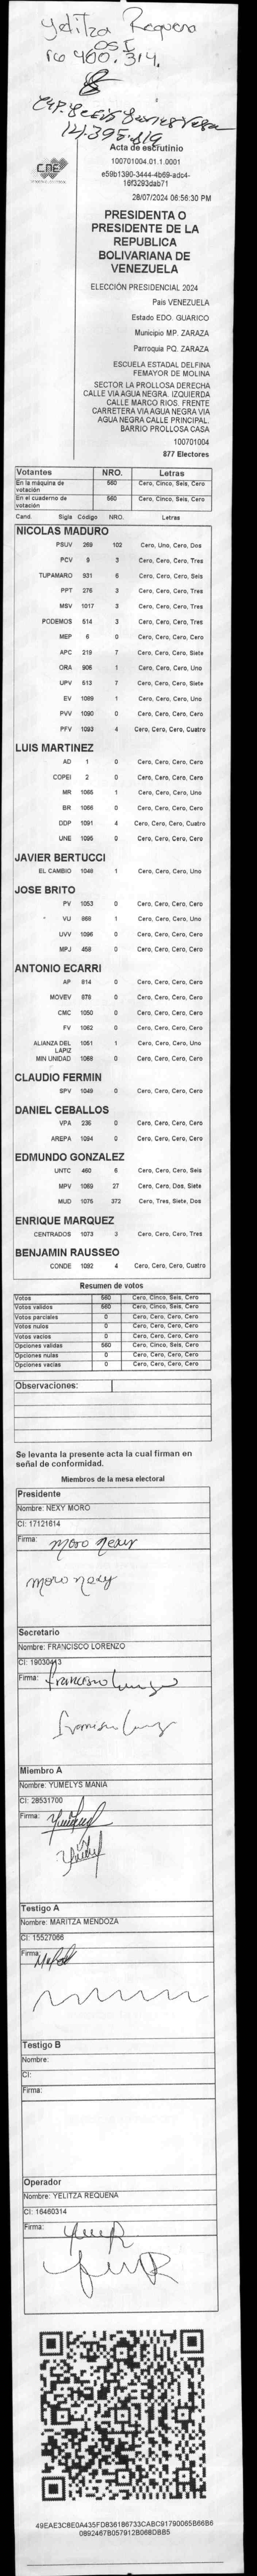 Yelitza Requena
OSI
16 460.314.
14.395.819
CNE
Acta de escrutinio
100701004.01.1.0001
e59b1390-3444-4b69-adc4-
16f3293dab71
28/07/2024 06:56:30 PM
PRESIDENTA O
PRESIDENTE DE LA
REPUBLICA
BOLIVARIANA DE
VENEZUELA
ELECCIÓN PRESIDENCIAL 2024
País VENEZUELA
Estado EDO. GUARICO
Municipio MP. ZARAZA
Parroquia PQ. ZARAZA
ESCUELA ESTADAL DELFINA
FEMAYOR DE MOLINA
SECTOR LA PROLLOSA DERECHA
CALLE VIA AGUA NEGRA. IZQUIERDA
CALLE MARCO RIOS. FRENTE
CARRETERA VIA AGUA NEGRA VIA
AGUA NEGRA CALLE PRINCIPAL.
BARRIO PROLLOSA CASA
100701004
877 Electores
Votantes NRO. Letras
En la máquina de votación 560 Cero, Cinco, Seis, Cero
En el cuaderno de votación 560 Cero, Cinco, Seis, Cero
Cand. Sigla Código NRO. Letras
NICOLAS MADURO
PSUV 269 102 Cero, Uno, Cero, Dos
PCV 9 3 Cero, Cero, Cero, Tres
TUPAMARO 931 6 Cero, Cero, Cero, Seis
PPT 276 3 Cero, Cero, Cero, Tres
MSV 1017 3 Cero, Cero, Cero, Tres
PODEMOS 514 3 Cero, Cero, Cero, Tres
MEP 6 0 Cero, Cero, Cero, Cero
APC 219 7 Cero, Cero, Cero, Siete
ORA 906 1 Cero, Cero, Cero, Uno
UPV 513 7 Cero, Cero, Cero, Siete
EV 1089 1 Cero, Cero, Cero, Uno
PVV 1090 0 Cero, Cero, Cero, Cero
PFV 1093 4 Cero, Cero, Cero, Cuatro
LUIS MARTINEZ
AD 1 0 Cero, Cero, Cero, Cero
COPEI 2 0 Cero, Cero, Cero, Cero
MR 1065 1 Cero, Cero, Cero, Uno
BR 1066 0 Cero, Cero, Cero, Cero
DDP 1091 4 Cero, Cero, Cero, Cuatro
UNE 1095 0 Cero, Cero, Cero, Cero
JAVIER BERTUCCI
EL CAMBIO 1048 1 Cero, Cero, Cero, Uno
JOSE BRITO
PV 1053 0 Cero, Cero, Cero, Cero
VU 868 1 Cero, Cero, Cero, Uno
UVV 1096 0 Cero, Cero, Cero, Cero
MPJ 458 0 Cero, Cero, Cero, Cero
ANTONIO ECARRI
AP 814 0 Cero, Cero, Cero, Cero
MOVEV 878 0 Cero, Cero, Cero, Cero
CMC 1050 0 Cero, Cero, Cero, Cero
FV 1062 0 Cero, Cero, Cero, Cero
ALIANZA DEL LAPIZ 1051 1 Cero, Cero, Cero, Uno
MIN UNIDAD 1068 0 Cero, Cero, Cero, Cero
CLAUDIO FERMIN
SPV 1049 0 Cero, Cero, Cero, Cero
DANIEL CEBALLOS
VPA 236 0 Cero, Cero, Cero, Cero
AREPA 1094 0 Cero, Cero, Cero, Cero
EDMUNDO GONZALEZ
UNTC 460 6 Cero, Cero, Cero, Seis
MPV 1069 27 Cero, Cero, Dos, Siete
MUD 1075 372 Cero, Tres, Siete, Dos
ENRIQUE MARQUEZ
CENTRADOS 1073 3 Cero, Cero, Cero, Tres
BENJAMIN RAUSSEO
CONDE 1092 4 Cero, Cero, Cero, Cuatro
Resumen de votos
Votos 560 Cero, Cinco, Seis, Cero
Votos validos 560 Cero, Cinco, Seis, Cero
Votos parciales 0 Cero, Cero, Cero, Cero
Votos nulos 0 Cero, Cero, Cero, Cero
Votos vacios 0 Cero, Cero, Cero, Cero
Opciones validas 560 Cero, Cinco, Seis, Cero
Opciones nulas 0 Cero, Cero, Cero, Cero
Opciones vacias 0 Cero, Cero, Cero, Cero
Observaciones:
Se levanta la presente acta la cual firman en
señal de conformidad.
Miembros de la mesa electoral
Presidente
Nombre: NEXY MORO
CI: 17121614
Firma: Moro Nexy
Moro nexy
Secretario
Nombre: FRANCISCO LORENZO
CI: 19030413
Firma: Francisco
Miembro A
Nombre: YUMELYS MANIA
CI: 28531700
Firma:
Testigo A
Nombre: MARITZA MENDOZA
CI: 15527066
Firma:
Testigo B
Nombre:
CI:
Firma:
Operador
Nombre: YELITZA REQUENA
CI: 16460314
Firma:
49EAE3C8E0A435FD836186733CABC91790065B66B6
0892467B057912B068DBB5